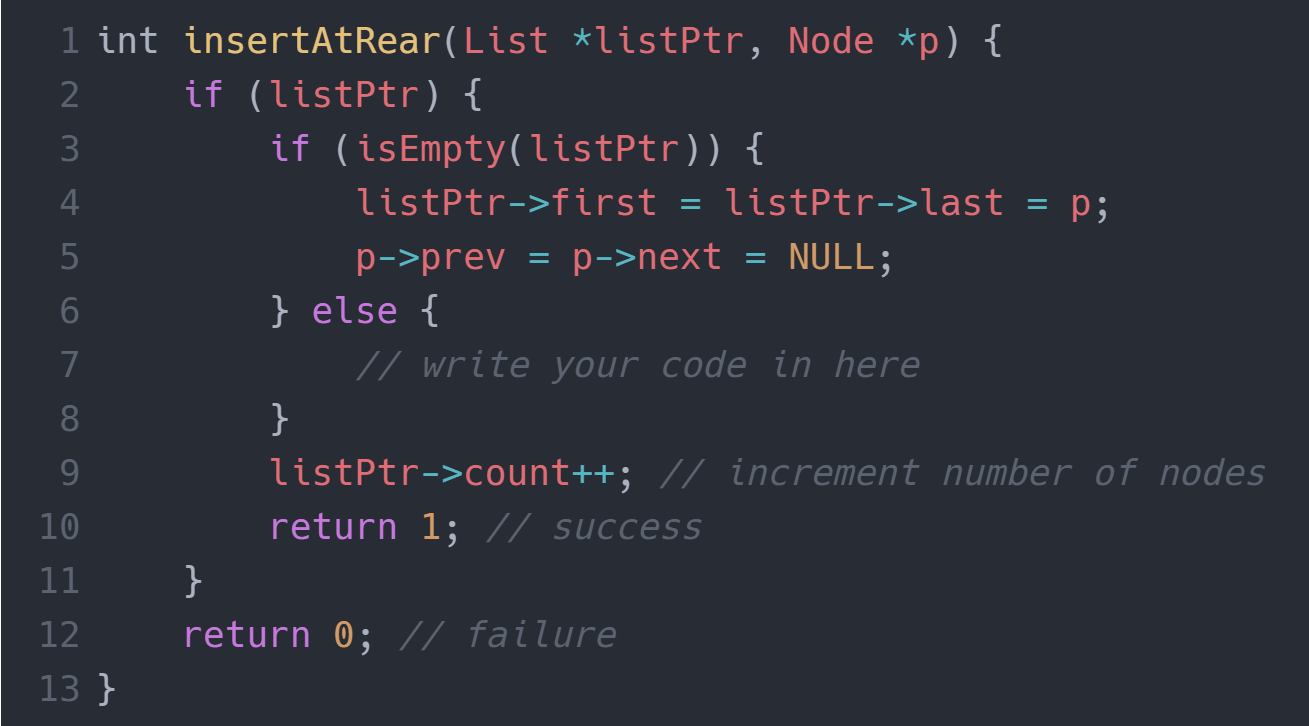 1 int insertAtRear(List *listPtr, Node *p) {
2     if (listPtr) {
3         if (isEmpty(listPtr)) {
4             listPtr->first = listPtr->last = p;
5             p->prev = p->next = NULL;
6         } else {
7             // write your code in here
8         }
9         listPtr->count++; // increment number of nodes
10         return 1; // success
11     }
12     return 0; // failure
13 }